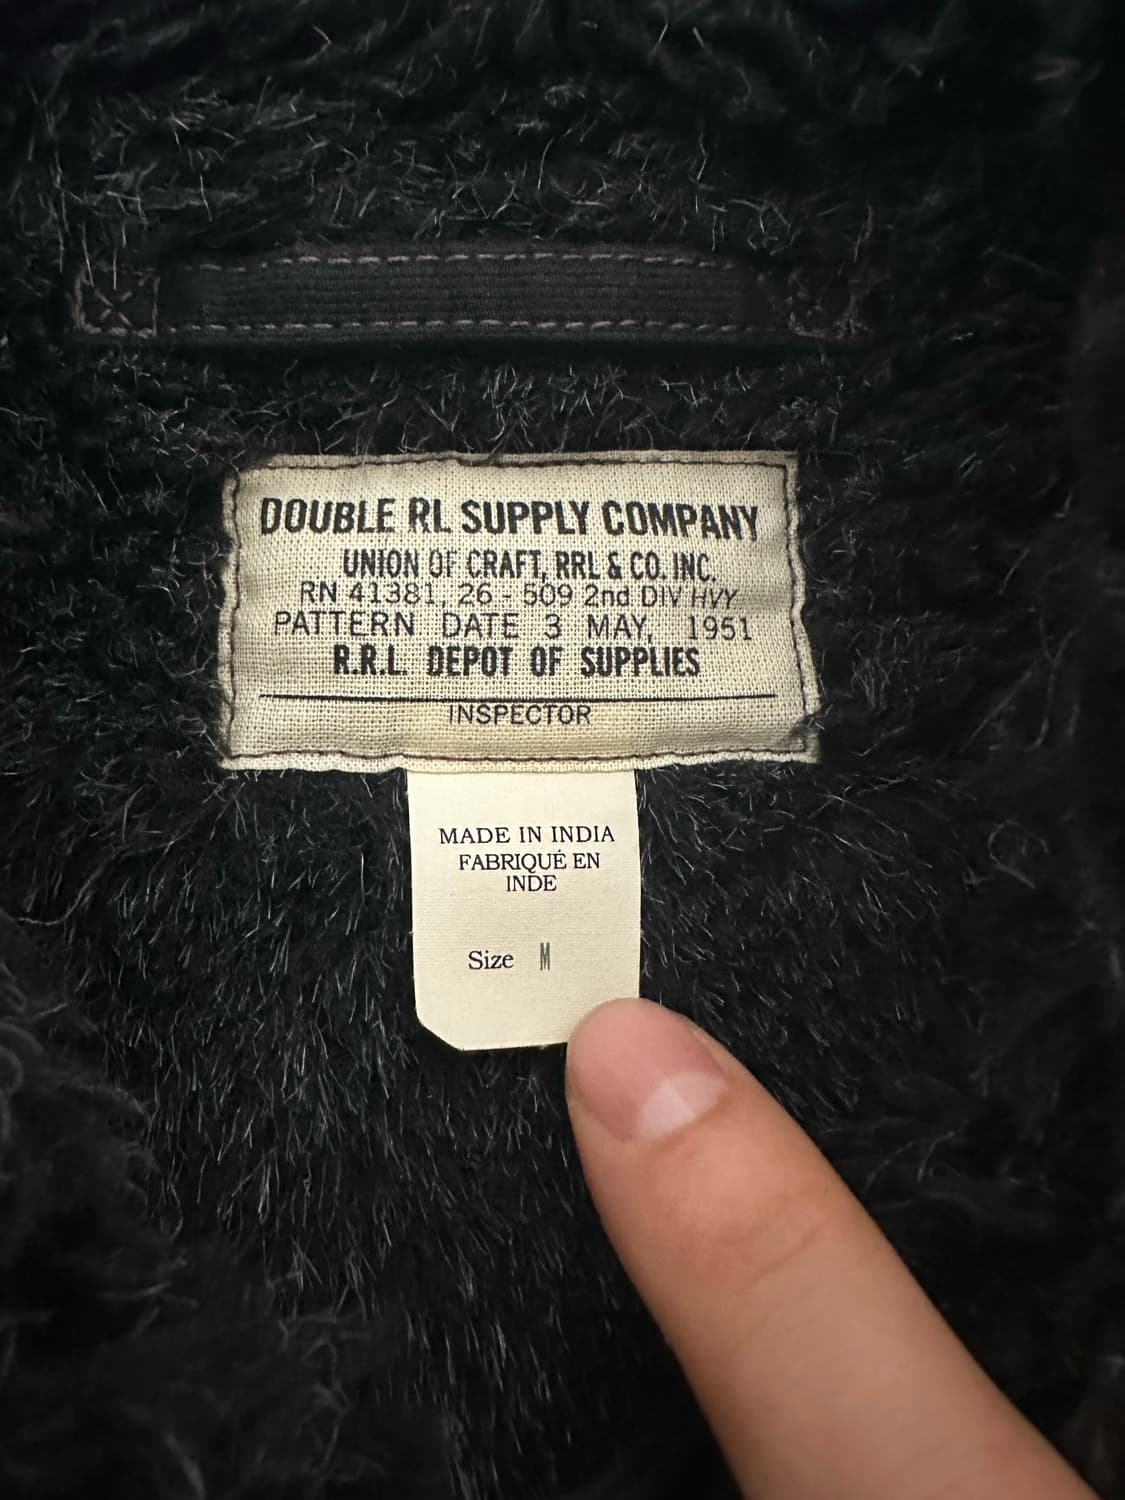 DOUBLE RL SUPPLY COMPANY
UNION OF CRAFT, RRL & CO. INC.
RN 41381, 26 - 509 2nd DIV HVY
PATTERN DATE 3 MAY, 1951
R.R.L. DEPOT OF SUPPLIES
INSPECTOR
MADE IN INDIA
FABRIQUÉ EN
INDE
Size M